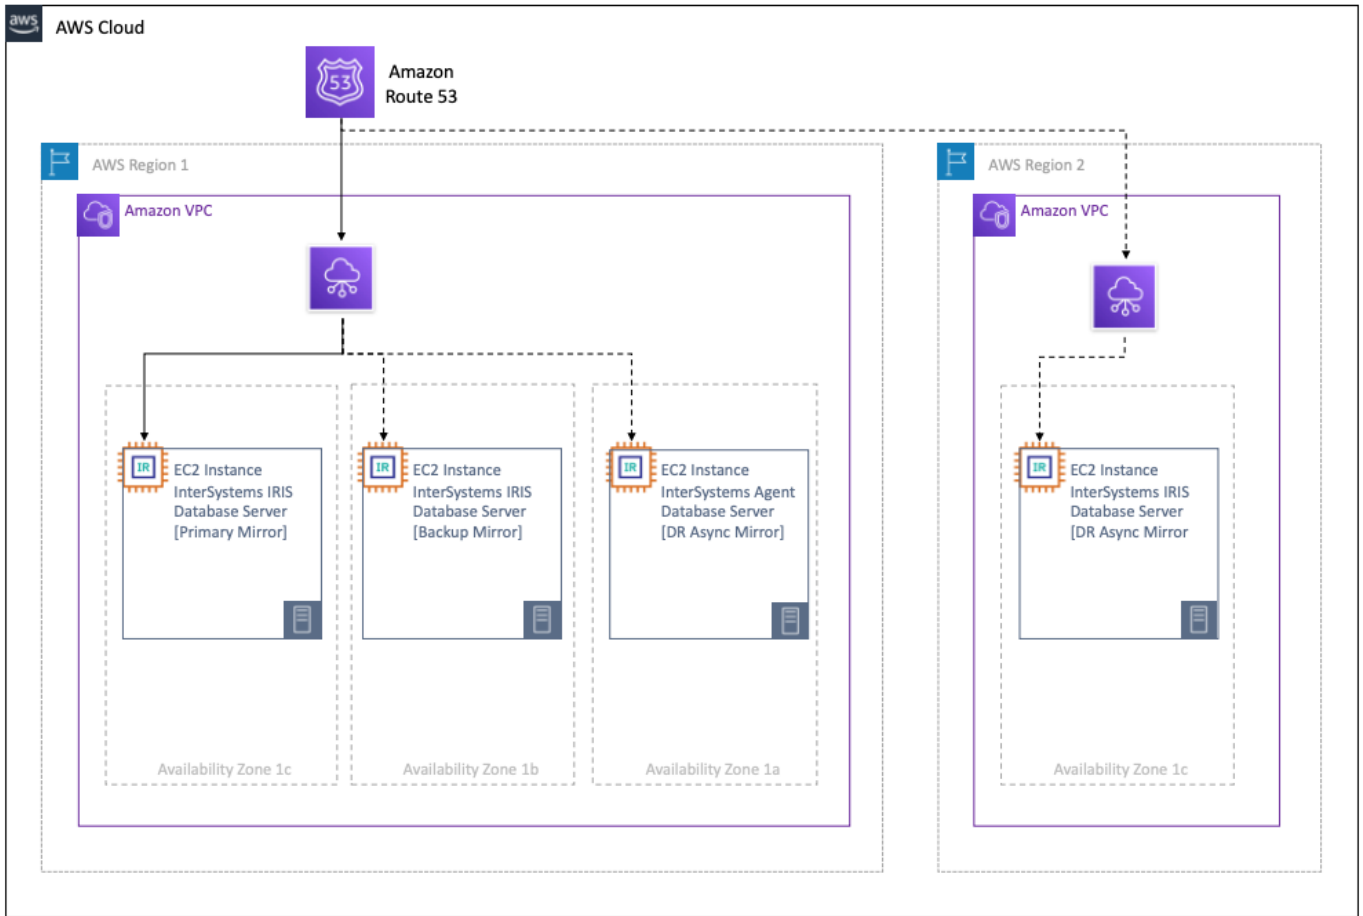 aws
AWS Cloud
53
Amazon
Route 53
AWS Region 1
AWS Region 2
Amazon VPC
Amazon VPC
IR
EC2 Instance
InterSystems IRIS
Database Server
[Primary Mirror]
IR
EC2 Instance
InterSystems IRIS
Database Server
[Backup Mirror]
IR
EC2 Instance
InterSystems Agent
Database Server
[DR Async Mirror]
IR
EC2 Instance
InterSystems IRIS
Database Server
[DR Async Mirror
Availability Zone 1c
Availability Zone 1b
Availability Zone 1a
Availability Zone 1c